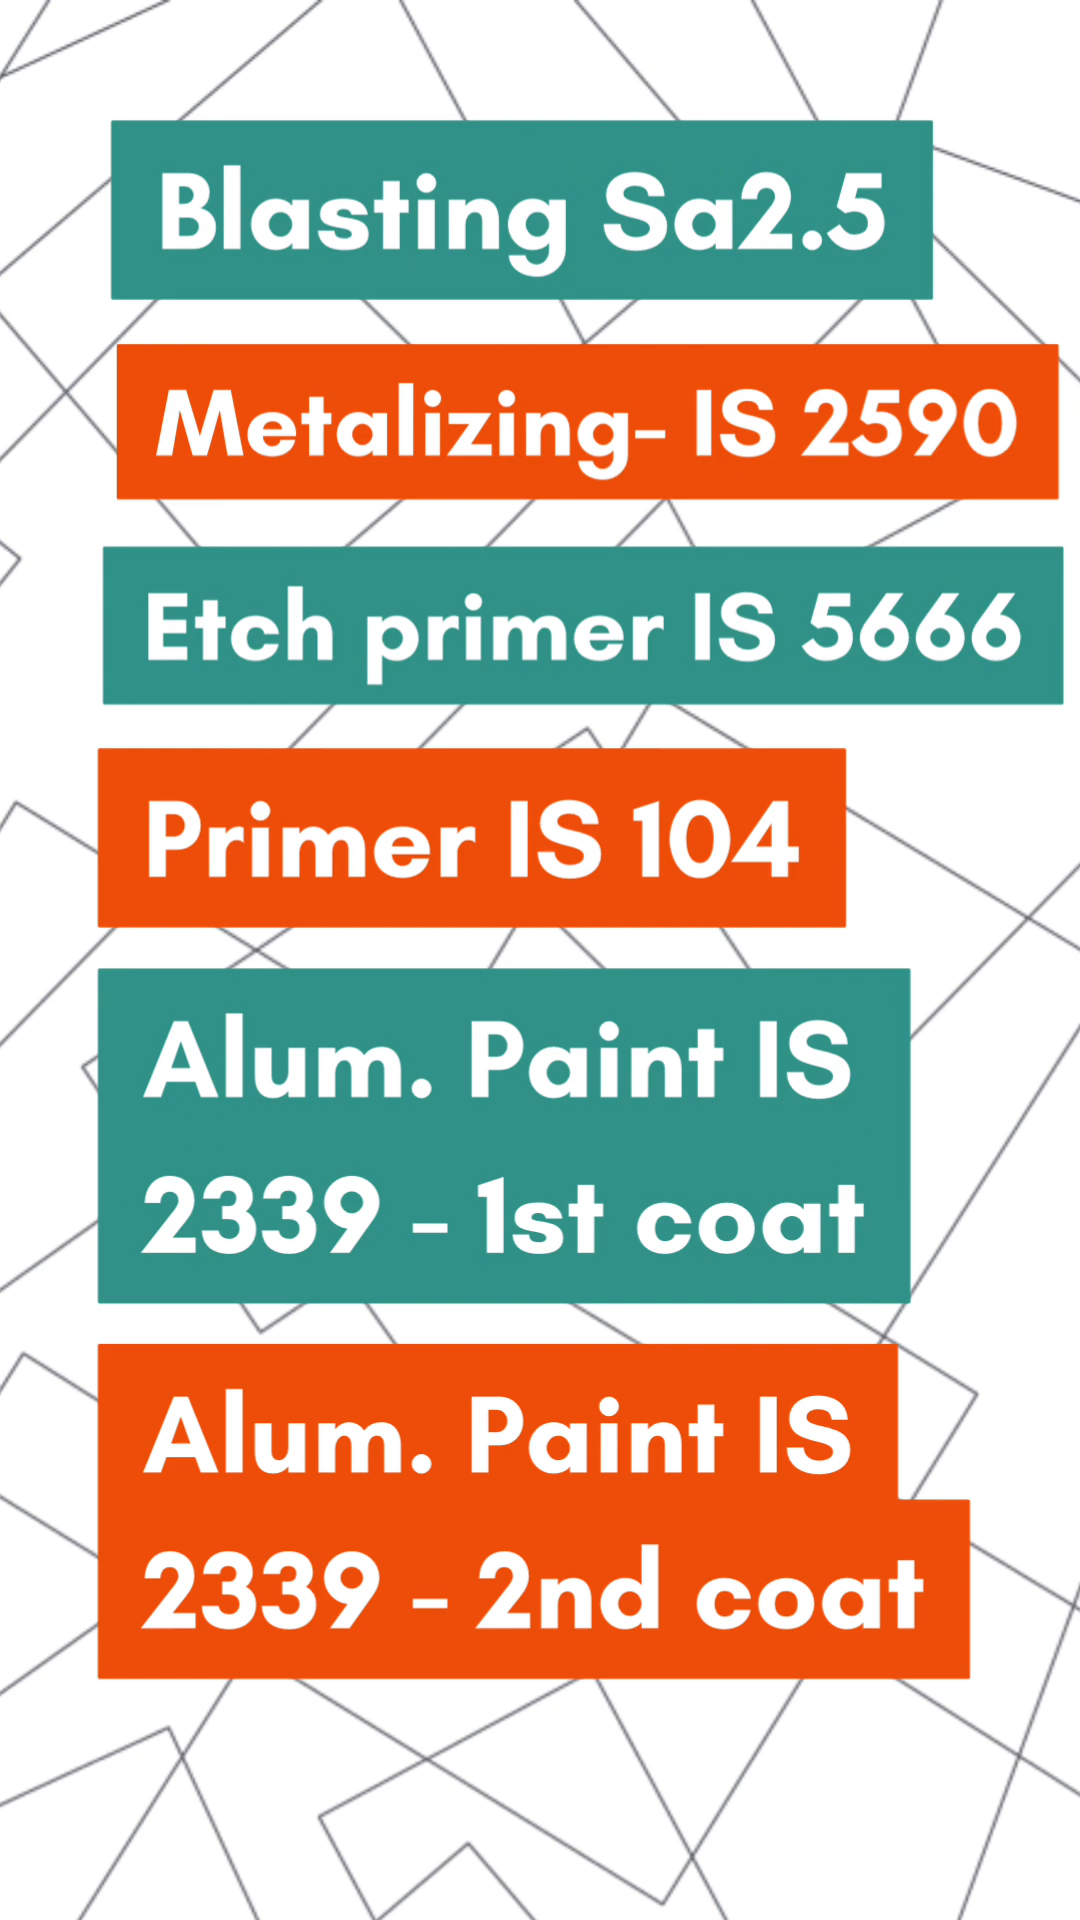 Blasting Sa2.5
Metalizing- IS 2590
Etch primer IS 5666
Primer IS 104
Alum. Paint IS
2339 - 1st coat
Alum. Paint IS
2339 - 2nd coat